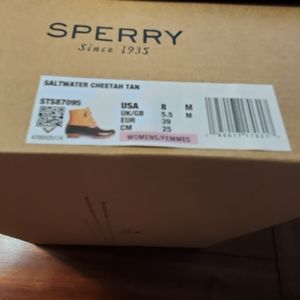 SPERRY
Since 1935
SALTWATER CHEETAH TAN
STS87095
USA 8 M
UK/GB 5.5 M
EUR 39
CM 25
WOMENS/FEMMES